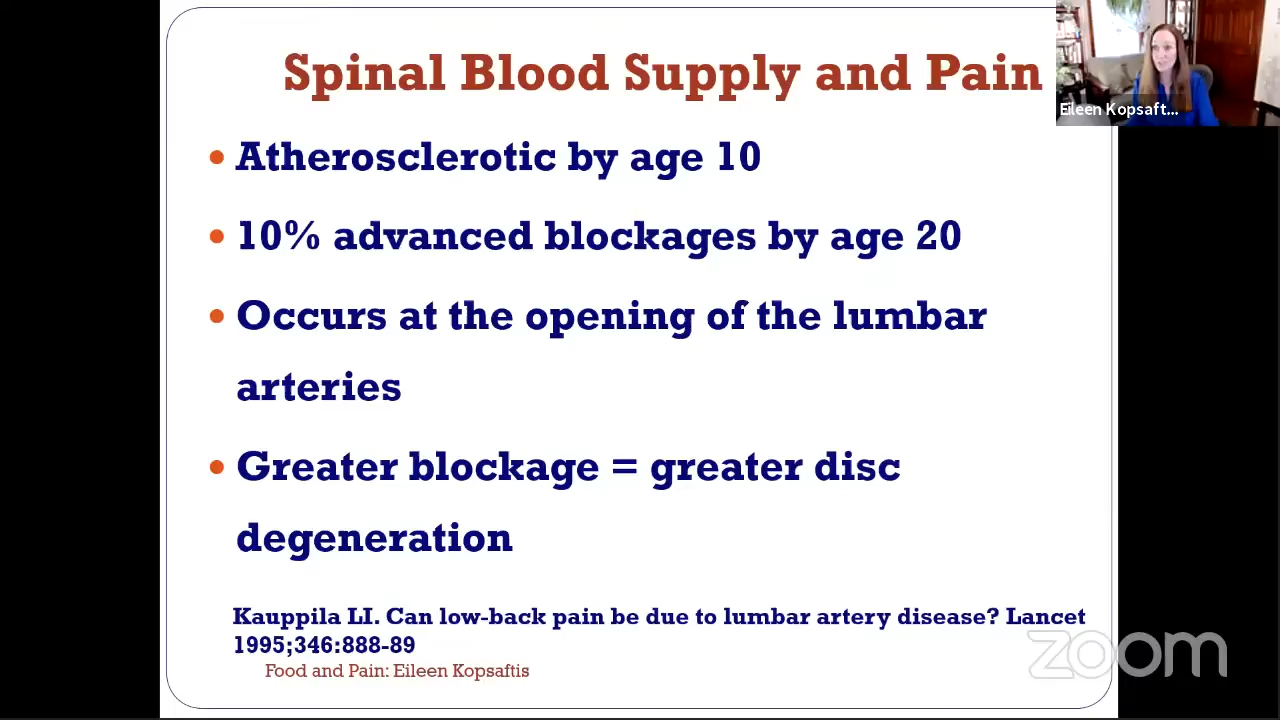 Spinal Blood Supply and Pain
Eileen Kopsaft...
• Atherosclerotic by age 10
• 10% advanced blockages by age 20
• Occurs at the opening of the lumbar
arteries
• Greater blockage = greater disc
degeneration
Kauppila LI. Can low-back pain be due to lumbar artery disease? Lancet
1995;346:888-89
Food and Pain: Eileen Kopsaftis
zoom